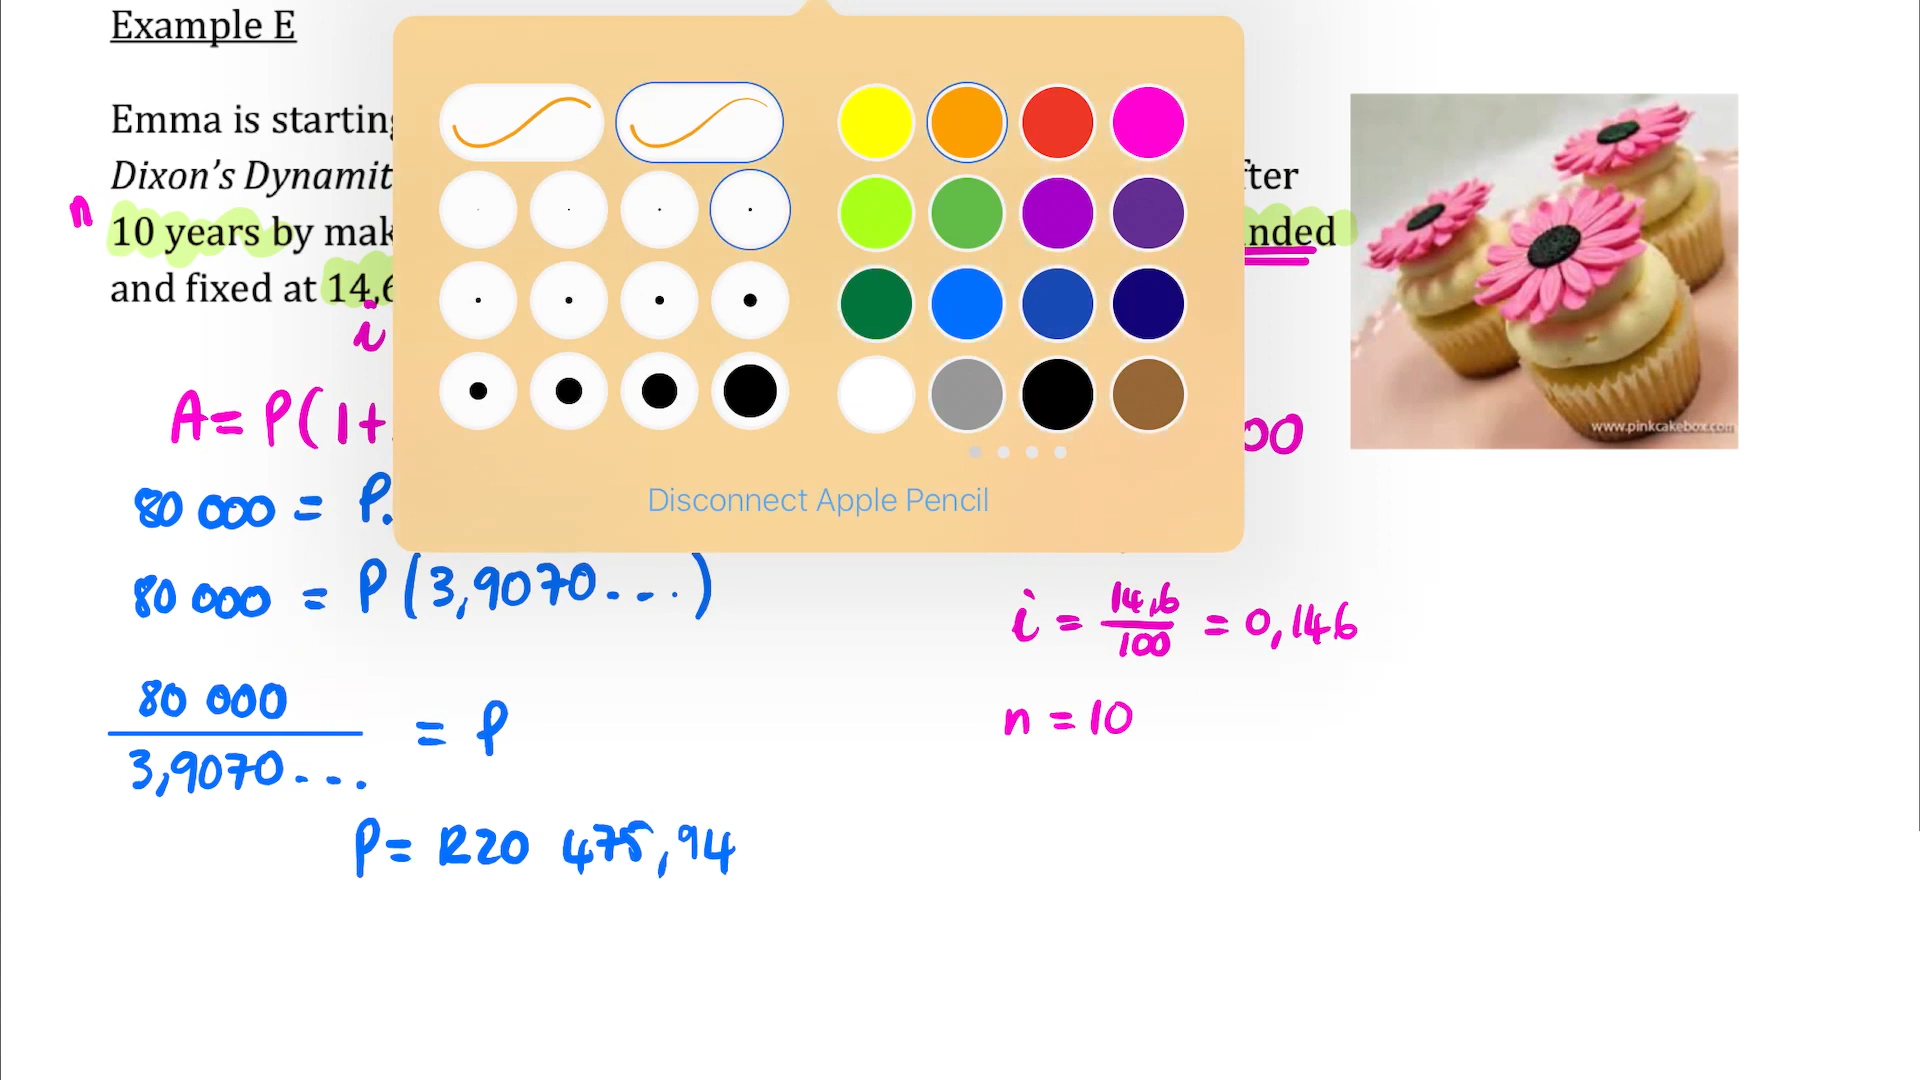 Example E
Emma is starting
Dixon's Dynamit fter
n
10 years by mak nded
and fixed at 14,6
i
A = P(1+ 00
80 000 = P.
80 000 = P(3,9070...)
i = 14,6/100 = 0,146
80 000
3,9070... = P
n = 10
P = R20 475,94
Disconnect Apple Pencil
www.pinkcakebox.com